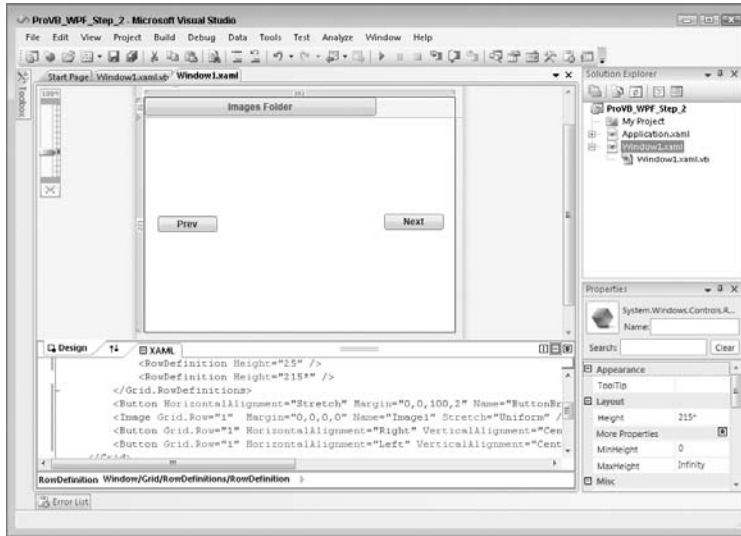 ProVB_WPF_Step_2 - Microsoft Visual Studio
File Edit View Project Build Debug Data Tools Test Analyze Window Help
Toolbox
Start Page Window1.xaml.vb Window1.xaml
Images Folder
Prev
Next
Design XAML
<RowDefinition Height="25" />
<RowDefinition Height="215*" />
</Grid.RowDefinitions>
<Button HorizontalAlignment="Stretch" Margin="0,0,100,2" Name="ButtonBr
<Image Grid.Row="1" Margin="0,0,0,0" Name="Image1" Stretch="Uniform" /
<Button Grid.Row="1" HorizontalAlignment="Right" VerticalAlignment="Cen
<Button Grid.Row="1" HorizontalAlignment="Left" VerticalAlignment="Cent
</Grid>
RowDefinition Window/Grid/RowDefinitions/RowDefinition
Error List
Solution Explorer
ProVB_WPF_Step_2
My Project
Application.xaml
Window1.xaml
Window1.xaml.vb
Properties
System.Windows.Controls.R...
Name:
Search: Clear
Appearance
ToolTip
Layout
Height 215*
More Properties
MinHeight 0
MaxHeight Infinity
Misc